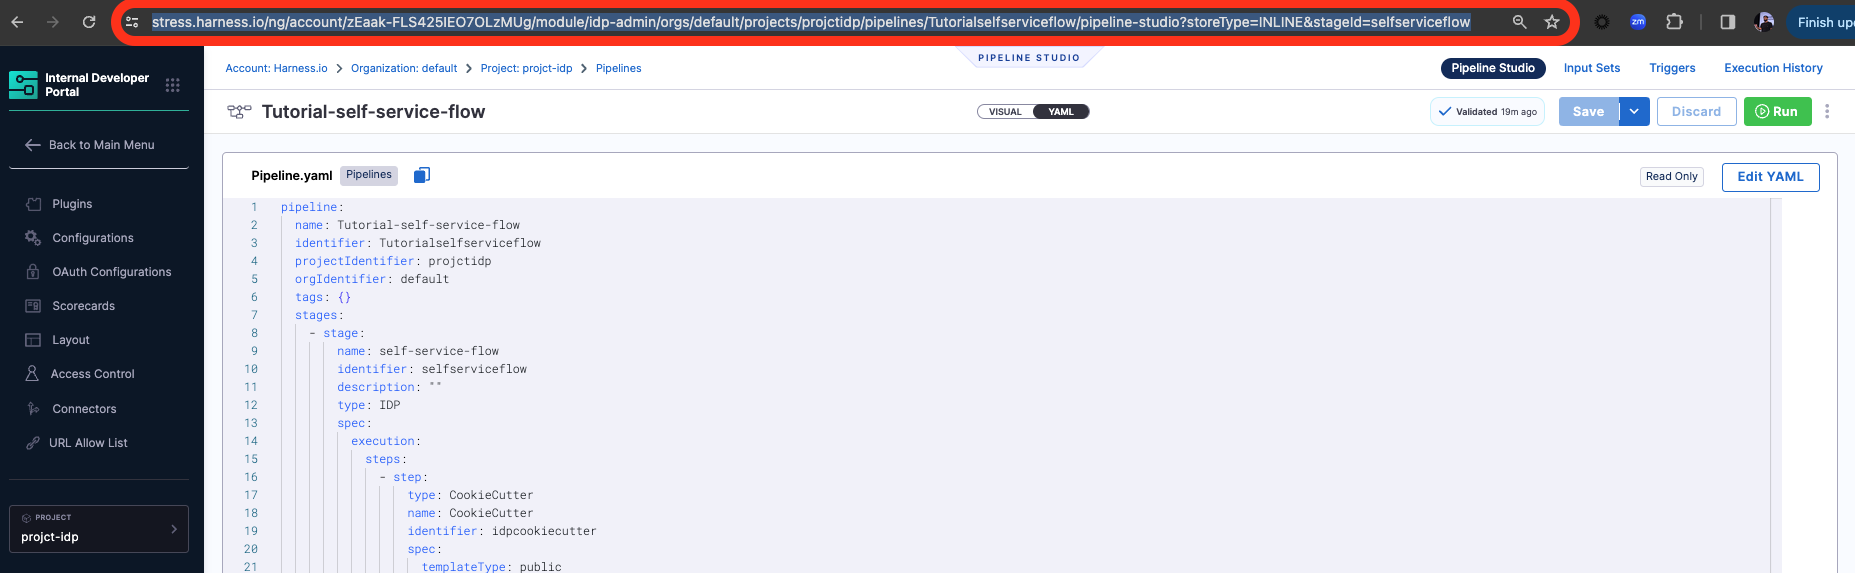 stress.harness.io/ng/account/zEaak-FLS425IEO7OLzMUg/module/idp-admin/orgs/default/projects/projctidp/pipelines/Tutorialselfserviceflow/pipeline-studio?storeType=INLINE&stageId=selfserviceflow
zm
Finish upd
Internal Developer
Portal
Back to Main Menu
Plugins
Configurations
OAuth Configurations
Scorecards
Layout
Access Control
Connectors
URL Allow List
PROJECT
projct-idp
Account: Harness.io > Organization: default > Project: projct-idp > Pipelines
PIPELINE STUDIO
Pipeline Studio Input Sets Triggers Execution History
Tutorial-self-service-flow
VISUAL YAML
Validated 19m ago
Save Discard Run
Pipeline.yaml Pipelines
Read Only Edit YAML
1 pipeline:
2 name: Tutorial-self-service-flow
3 identifier: Tutorialselfserviceflow
4 projectIdentifier: projctidp
5 orgIdentifier: default
6 tags: {}
7 stages:
8 - stage:
9 name: self-service-flow
10 identifier: selfserviceflow
11 description: ""
12 type: IDP
13 spec:
14 execution:
15 steps:
16 - step:
17 type: CookieCutter
18 name: CookieCutter
19 identifier: idpcookiecutter
20 spec:
21 templateType: public